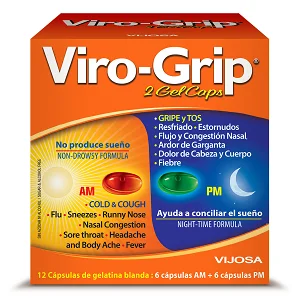 Viro-Grip®
2 GelCaps
No produce sueño
NON-DROWSY FORMULA
• GRIPE y TOS
• Resfriado • Estornudos
• Flujo y Congestión Nasal
• Ardor de Garganta
• Dolor de Cabeza y Cuerpo
• Fiebre
AM
PM
• COLD & COUGH
• Flu • Sneezes • Runny Nose
• Nasal Congestion
• Sore throat • Headache
and Body Ache • Fever
Ayuda a conciliar el sueño
NIGHT-TIME FORMULA
VIJOSA
12 Cápsulas de gelatina blanda : 6 cápsulas AM + 6 cápsulas PM